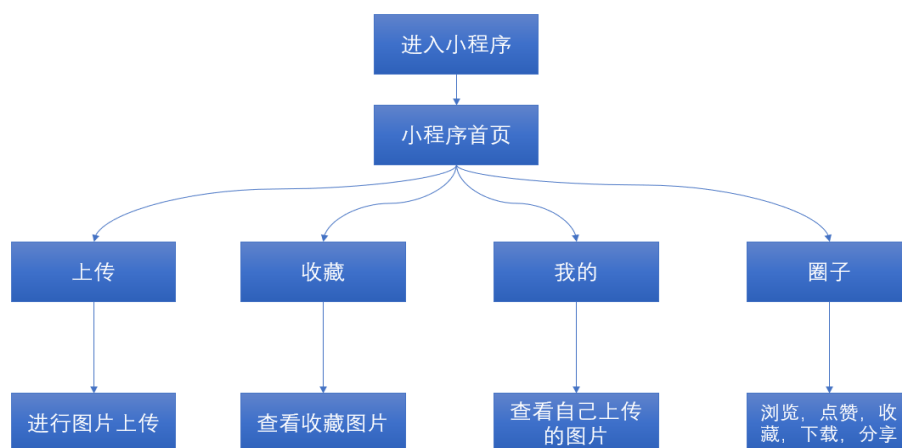 进入小程序
小程序首页
上传
收藏
我的
圈子
进行图片上传
查看收藏图片
查看自己上传
的图片
浏览, 点赞, 收
藏, 下载, 分享